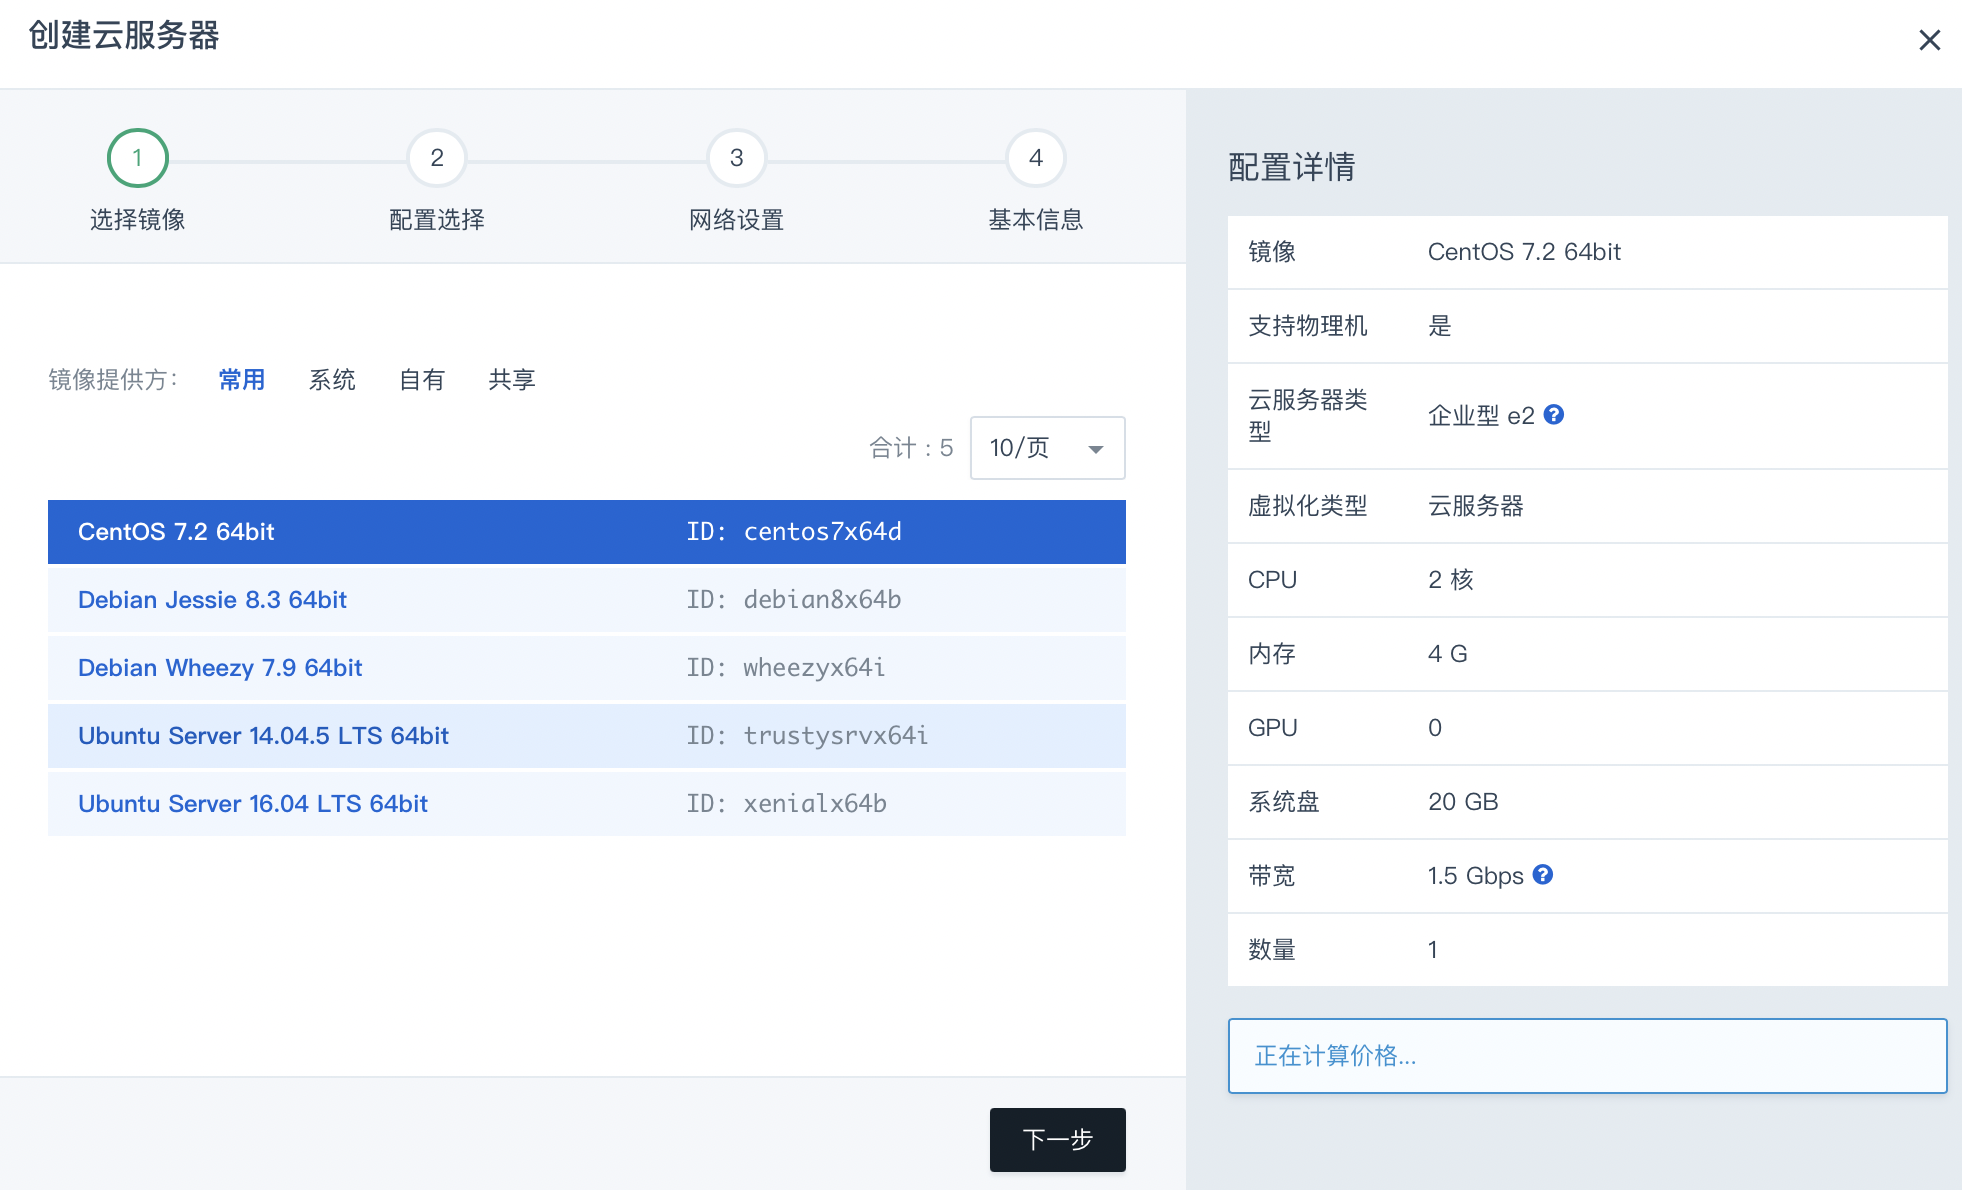 创建云服务器
1
2
3
4
选择镜像
配置选择
网络设置
基本信息
镜像提供方:
常用
系统
自有
共享
合计 : 5
10/页
CentOS 7.2 64bit
ID: centos7x64d
Debian Jessie 8.3 64bit
ID: debian8x64b
Debian Wheezy 7.9 64bit
ID: wheezyx64i
Ubuntu Server 14.04.5 LTS 64bit
ID: trustysrvx64i
Ubuntu Server 16.04 LTS 64bit
ID: xenialx64b
下一步
配置详情
镜像
CentOS 7.2 64bit
支持物理机
是
云服务器类
型
企业型 e2 ?
虚拟化类型
云服务器
CPU
2 核
内存
4 G
GPU
0
系统盘
20 GB
带宽
1.5 Gbps ?
数量
1
正在计算价格...